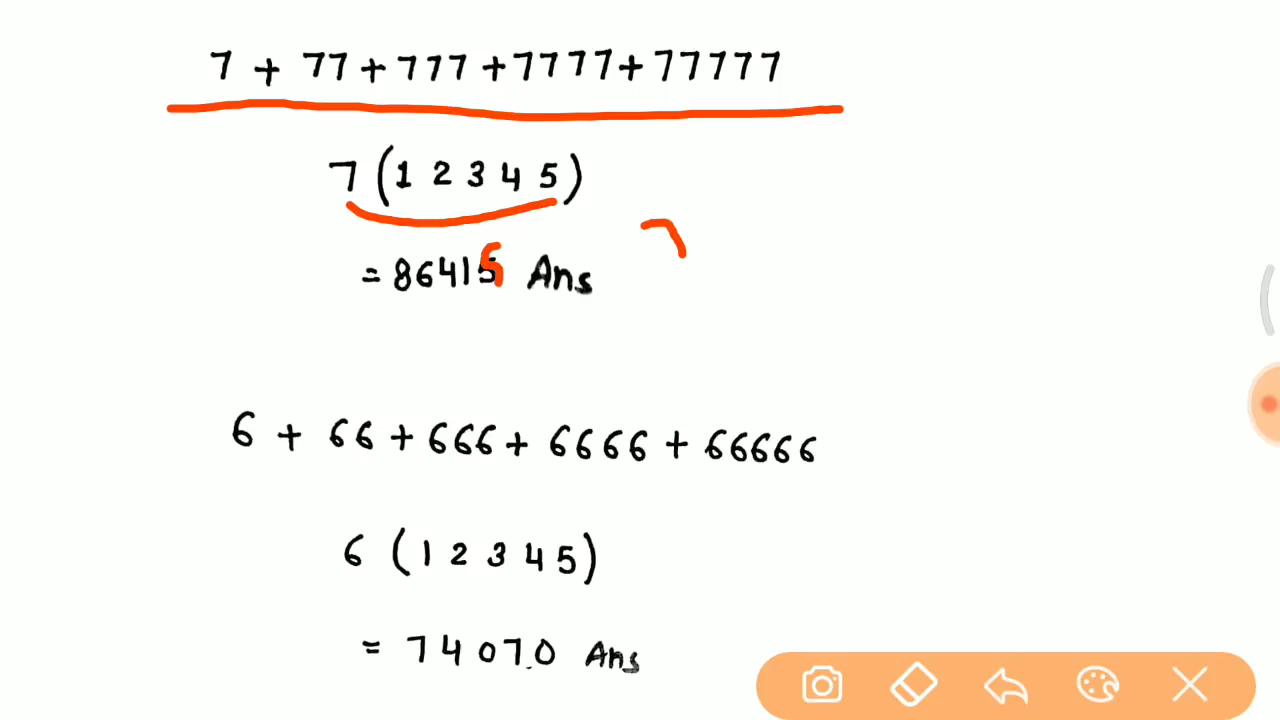 7 + 77 + 777 + 7777 + 77777
7 (1 2 3 4 5)
= 86415 Ans
6 + 66 + 666 + 6666 + 66666
6 (1 2 3 4 5)
= 74070 Ans